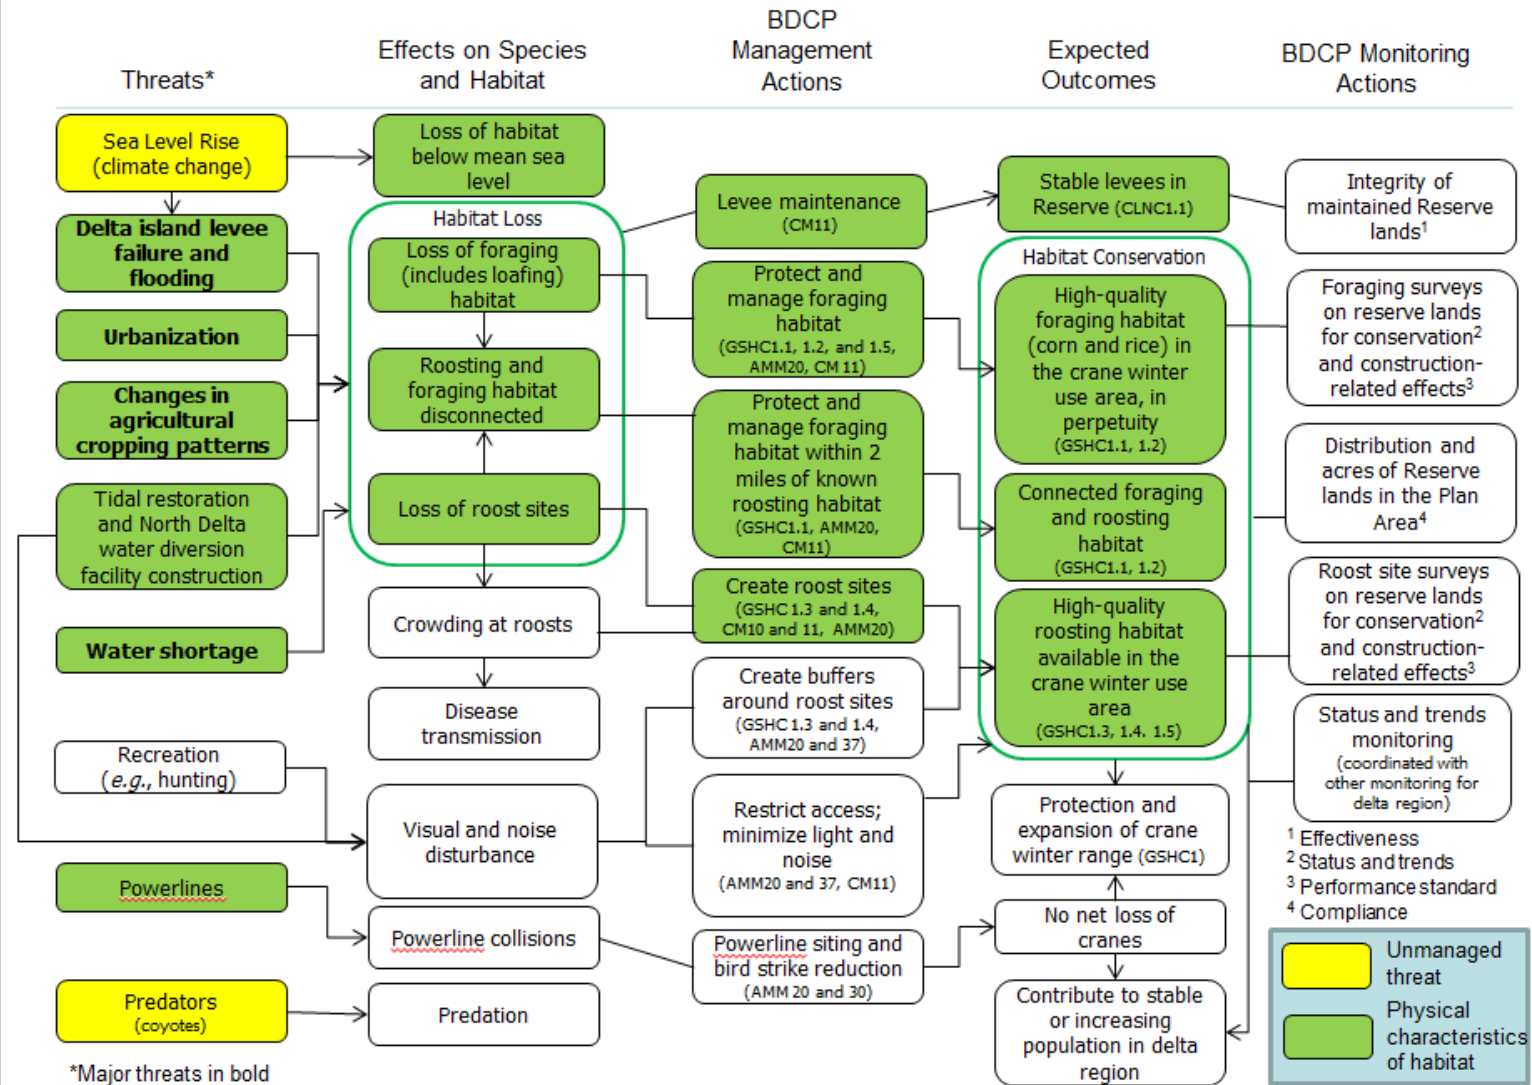 Threats*
Effects on Species
and Habitat
BDCP
Management
Actions
Expected
Outcomes
BDCP Monitoring
Actions
Sea Level Rise
(climate change)
Delta island levee
failure and
flooding
Urbanization
Changes in
agricultural
cropping patterns
Tidal restoration
and North Delta
water diversion
facility construction
Water shortage
Recreation
(e.g., hunting)
Powerlines
Predators
(coyotes)
*Major threats in bold
Loss of habitat
below mean sea
level
Habitat Loss
Loss of foraging
(includes loafing)
habitat
Roosting and
foraging habitat
disconnected
Loss of roost sites
Crowding at roosts
Disease
transmission
Visual and noise
disturbance
Powerline collisions
Predation
Levee maintenance
(CM11)
Protect and
manage foraging
habitat
(GSHC1.1, 1.2, and 1.5,
AMM20, CM 11)
Protect and
manage foraging
habitat within 2
miles of known
roosting habitat
(GSHC1.1, AMM20,
CM11)
Create roost sites
(GSHC 1.3 and 1.4,
CM10 and 11, AMM20)
Create buffers
around roost sites
(GSHC 1.3 and 1.4,
AMM20 and 37)
Restrict access;
minimize light and
noise
(AMM20 and 37, CM11)
Powerline siting and
bird strike reduction
(AMM 20 and 30)
Stable levees in
Reserve (CLNC1.1)
Habitat Conservation
High-quality
foraging habitat
(corn and rice) in
the crane winter
use area, in
perpetuity
(GSHC1.1, 1.2)
Connected foraging
and roosting
habitat
(GSHC1.1, 1.2)
High-quality
roosting habitat
available in the
crane winter use
area
(GSHC1.3, 1.4. 1.5)
Protection and
expansion of crane
winter range (GSHC1)
No net loss of
cranes
Contribute to stable
or increasing
population in delta
region
Integrity of
maintained Reserve
lands¹
Foraging surveys
on reserve lands
for conservation²
and construction-
related effects³
Distribution and
acres of Reserve
lands in the Plan
Area⁴
Roost site surveys
on reserve lands
for conservation²
and construction-
related effects³
Status and trends
monitoring
(coordinated with
other monitoring for
delta region)
¹ Effectiveness
² Status and trends
³ Performance standard
⁴ Compliance
Unmanaged
threat
Physical
characteristics
of habitat